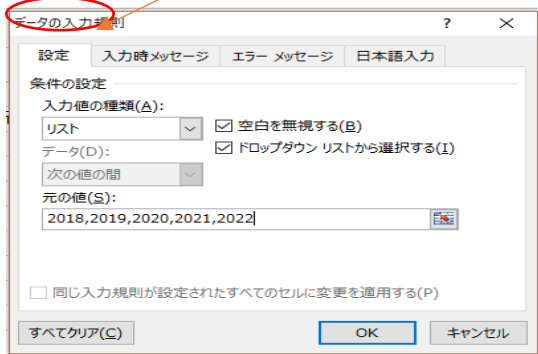 データの入力規則 ? ×
設定 入力時メッセージ エラー メッセージ 日本語入力
条件の設定
入力値の種類(A):
リスト 空白を無視する(B)
データ(D): ドロップダウン リストから選択する(I)
次の値の間
元の値(S):
2018,2019,2020,2021,2022
同じ入力規則が設定されたすべてのセルに変更を適用する(P)
すべてクリア(C) OK キャンセル